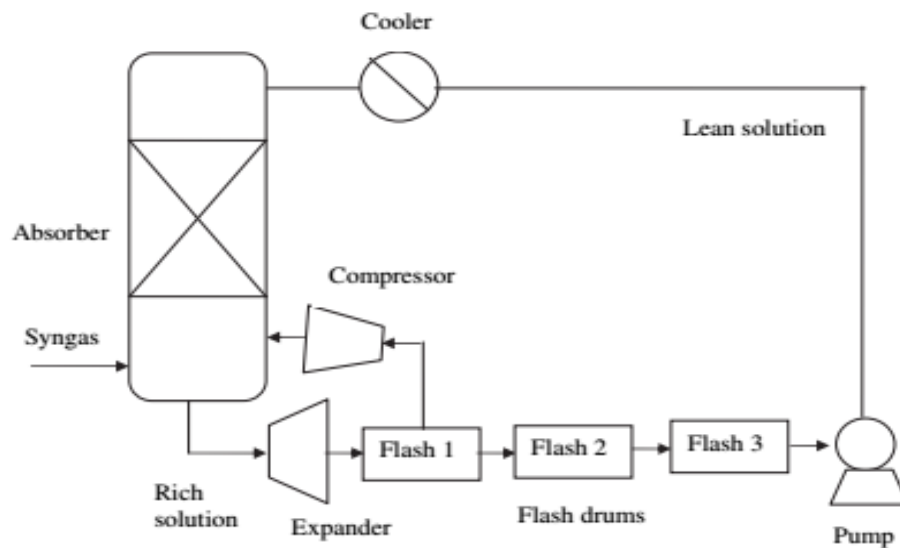 Cooler
Lean solution
Absorber
Compressor
Syngas
Flash 1
Flash 2
Flash 3
Rich
solution
Expander
Flash drums
Pump